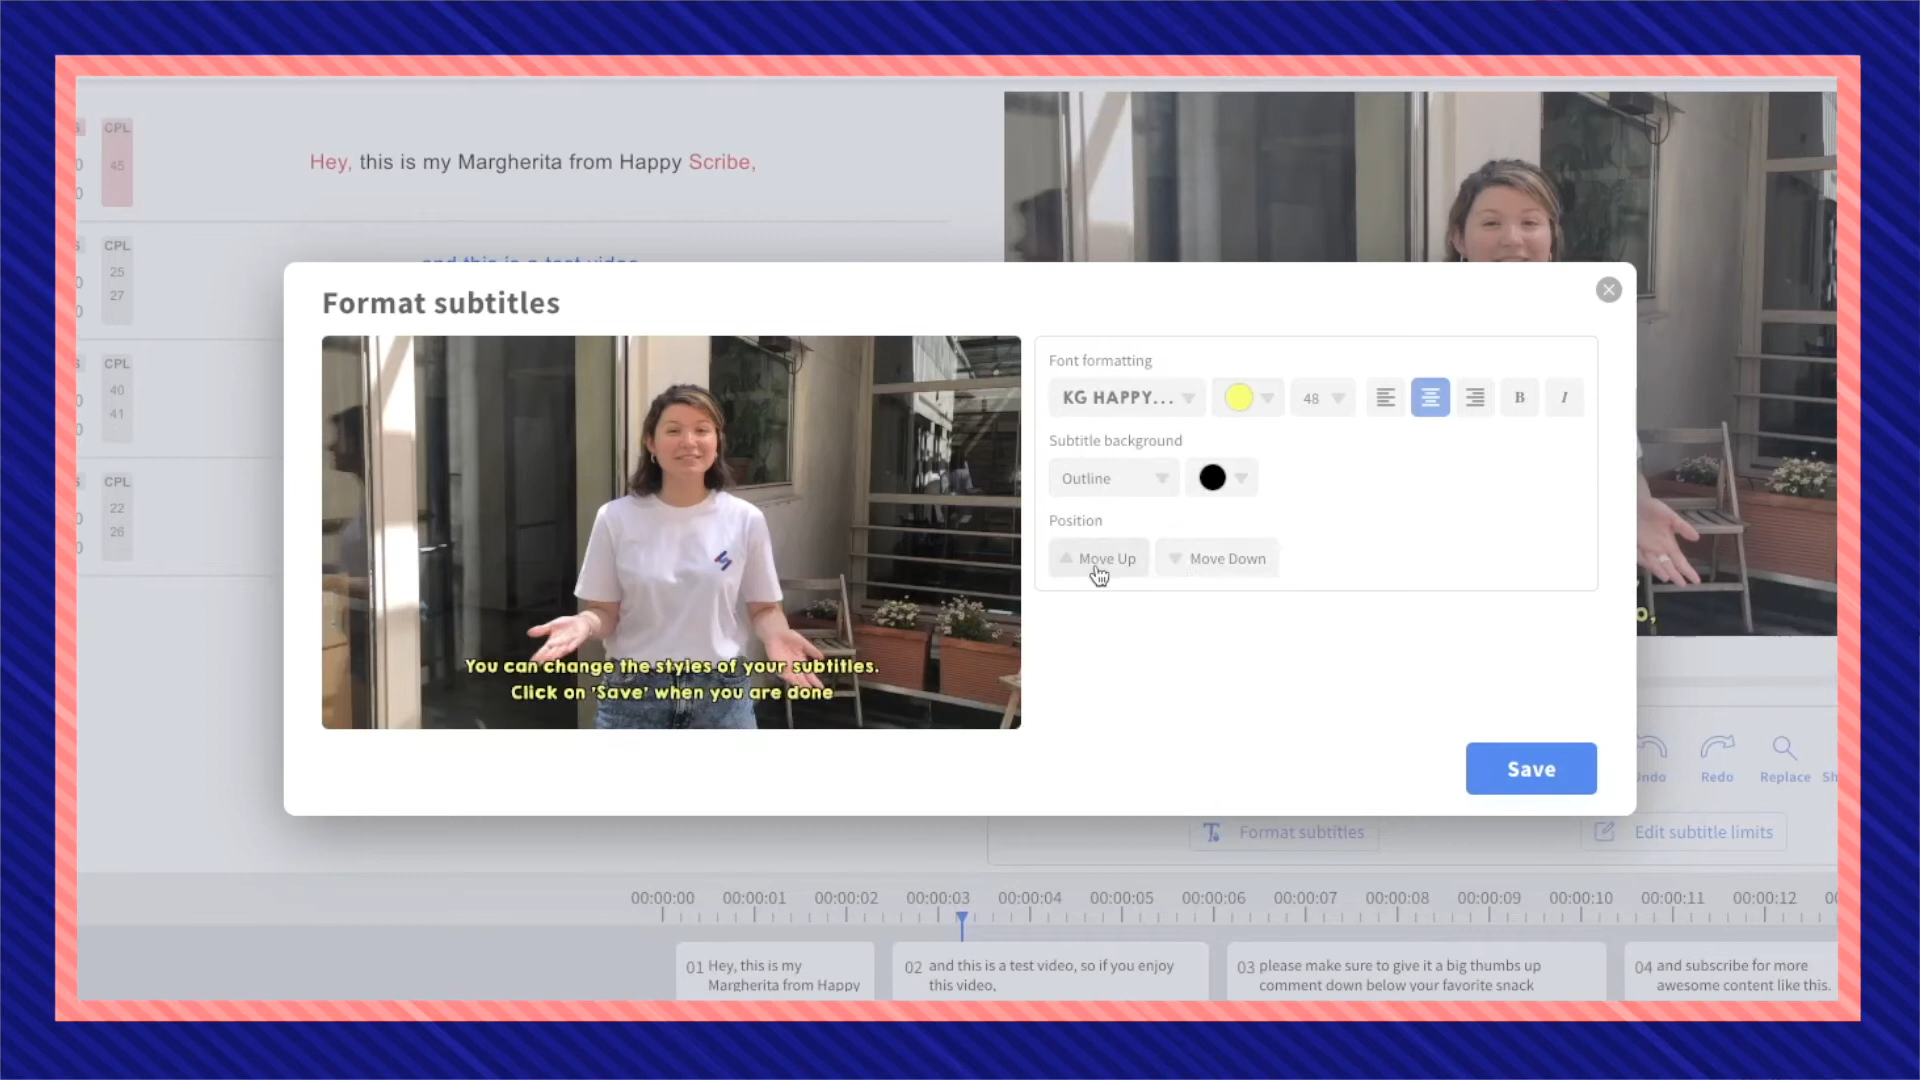 CPL
45
Hey, this is my Margherita from Happy Scribe,
CPL
25
27
and this is a test video
CPL
40
41
CPL
22
26
Format subtitles
You can change the styles of your subtitles.
Click on 'Save' when you are done
Font formatting
KG HAPPY...
48
B
I
Subtitle background
Outline
Position
Move Up
Move Down
Save
Redo
Replace
Format subtitles
Edit subtitle limits
00:00:00 00:00:01 00:00:02 00:00:03 00:00:04 00:00:05 00:00:06 00:00:07 00:00:08 00:00:09 00:00:10 00:00:11 00:00:12
01 Hey, this is my
Margherita from Happy
02 and this is a test video, so if you enjoy
this video,
03 please make sure to give it a big thumbs up
comment down below your favorite snack
04 and subscribe for more
awesome content like this.